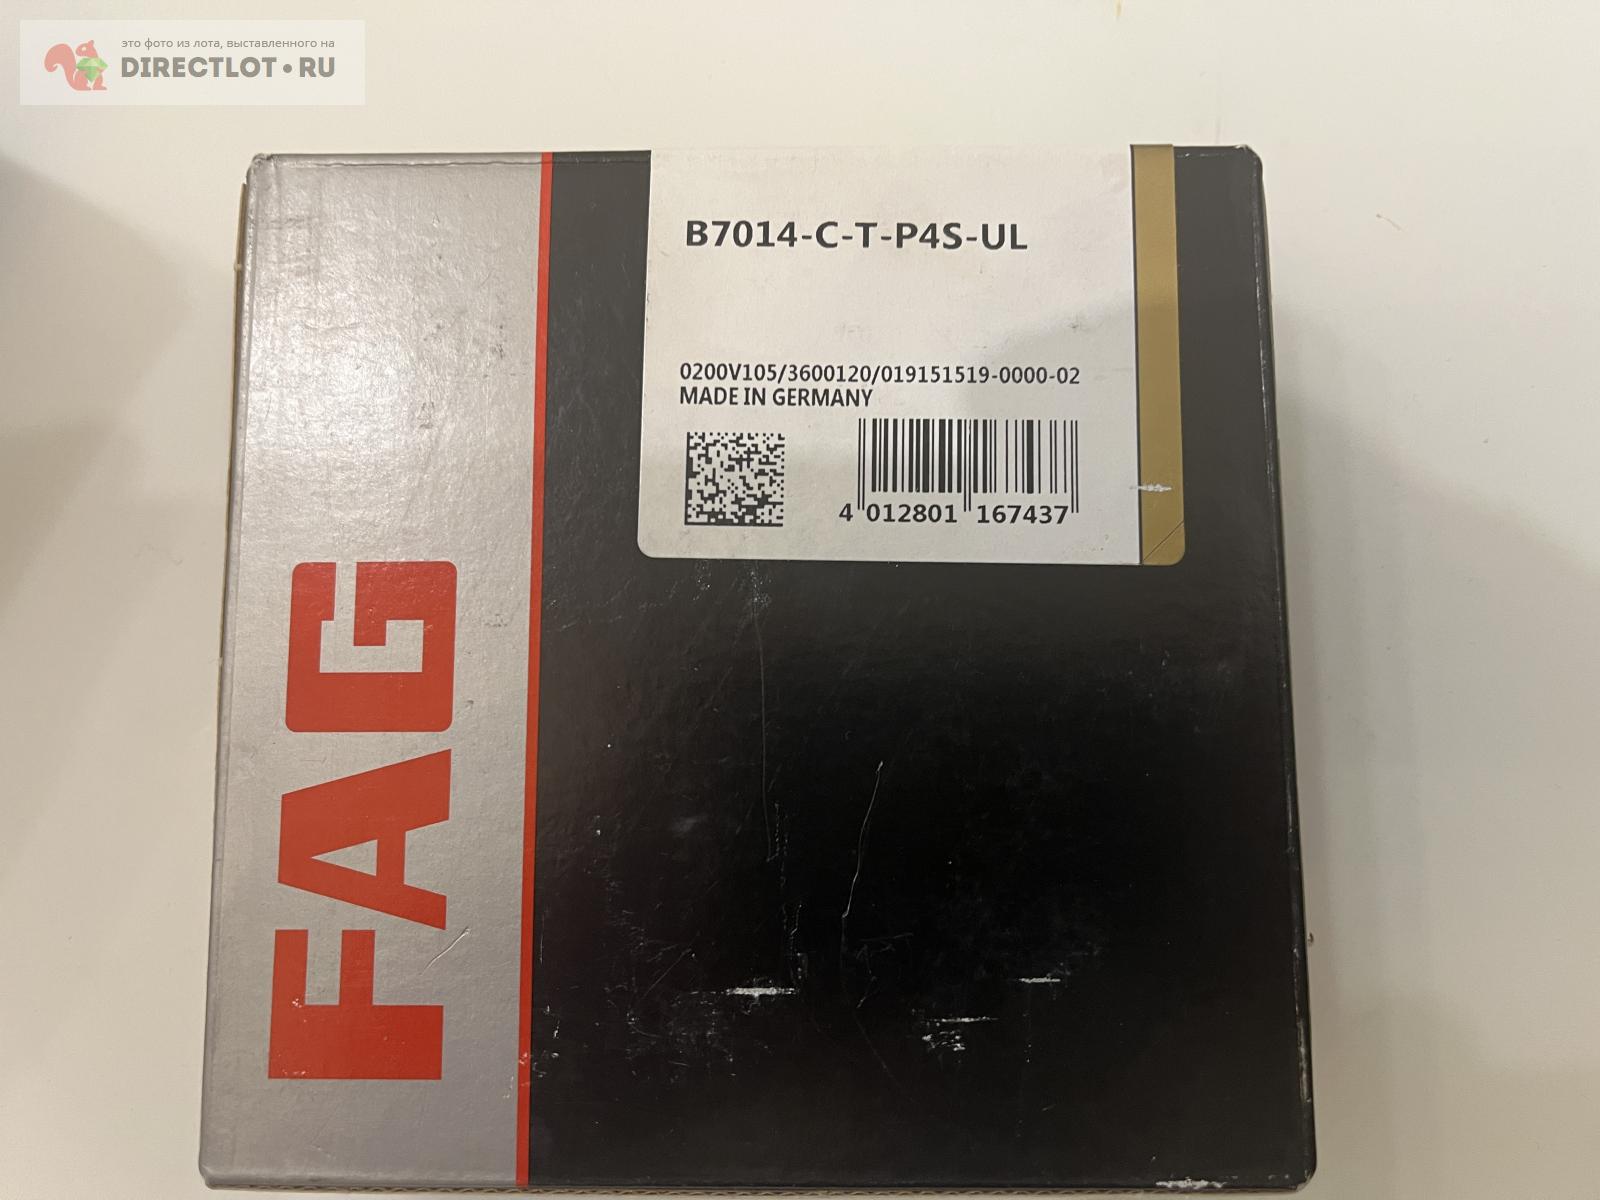 это фото из лота, выставленного на
DIRECTLOT•RU
B7014-C-T-P4S-UL
0200V105/3600120/019151519-0000-02
MADE IN GERMANY
4 012801 167437
FAG